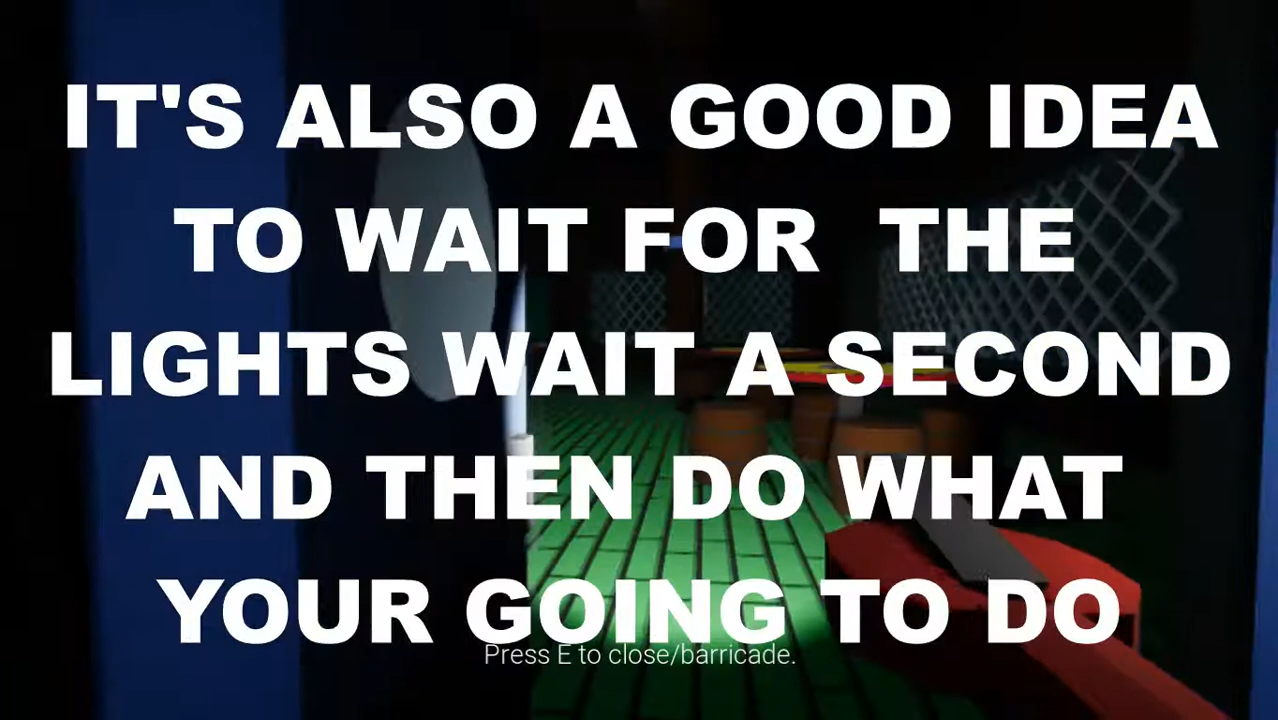 IT'S ALSO A GOOD IDEA
TO WAIT FOR THE
LIGHTS WAIT A SECOND
AND THEN DO WHAT
YOUR GOING TO DO
Press E to close/barricade.